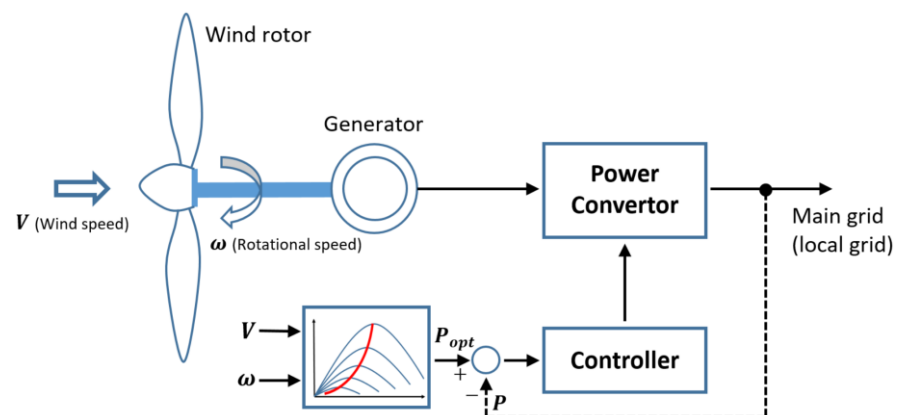 Wind rotor
Generator
Power
Convertor
V (Wind speed)
ω (Rotational speed)
Main grid
(local grid)
V
ω
P_opt
+
−
P
Controller